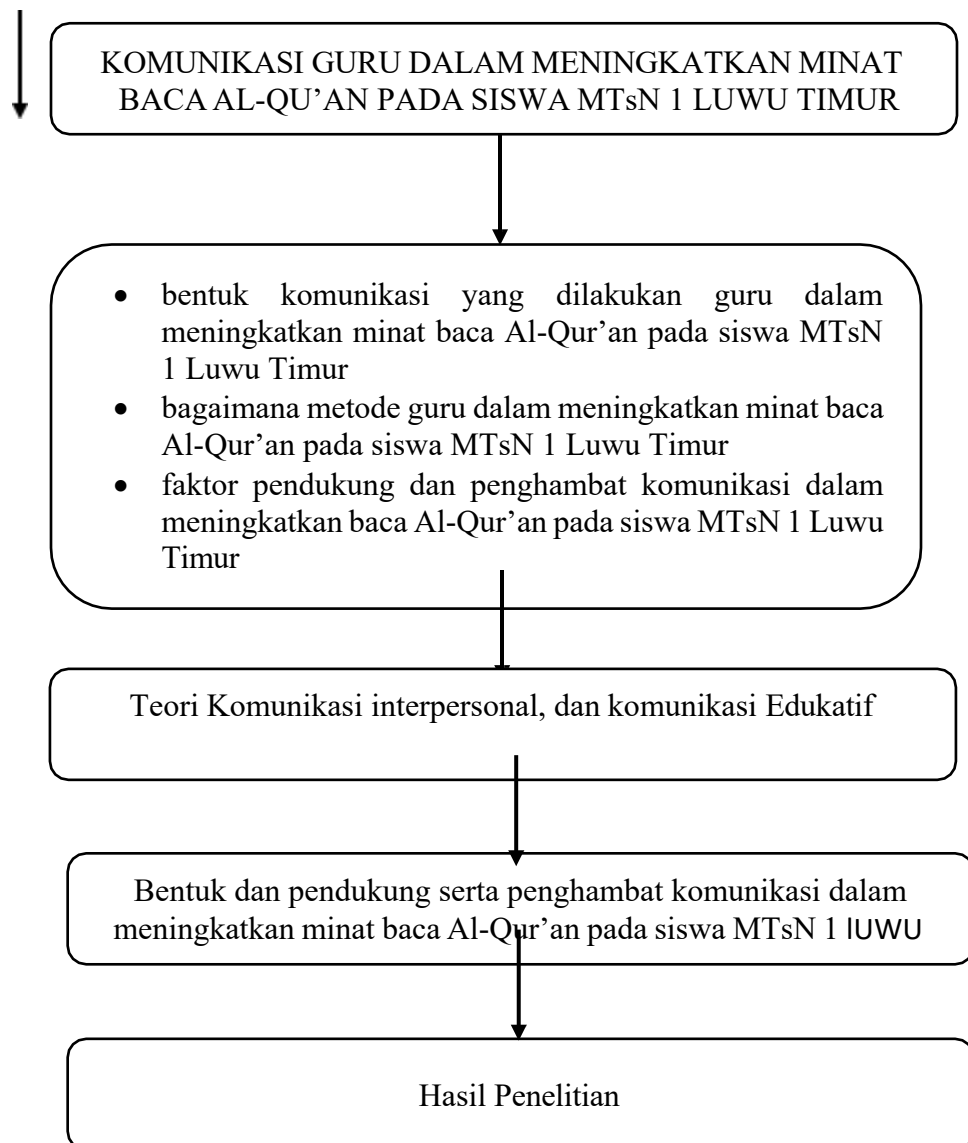 KOMUNIKASI GURU DALAM MENINGKATKAN MINAT
BACA AL-QU’AN PADA SISWA MTsN 1 LUWU TIMUR
• bentuk komunikasi yang dilakukan guru dalam
meningkatkan minat baca Al-Qur’an pada siswa MTsN
1 Luwu Timur
• bagaimana metode guru dalam meningkatkan minat baca
Al-Qur’an pada siswa MTsN 1 Luwu Timur
• faktor pendukung dan penghambat komunikasi dalam
meningkatkan baca Al-Qur’an pada siswa MTsN 1 Luwu
Timur
Teori Komunikasi interpersonal, dan komunikasi Edukatif
Bentuk dan pendukung serta penghambat komunikasi dalam
meningkatkan minat baca Al-Qur’an pada siswa MTsN 1 lUWU
Hasil Penelitian